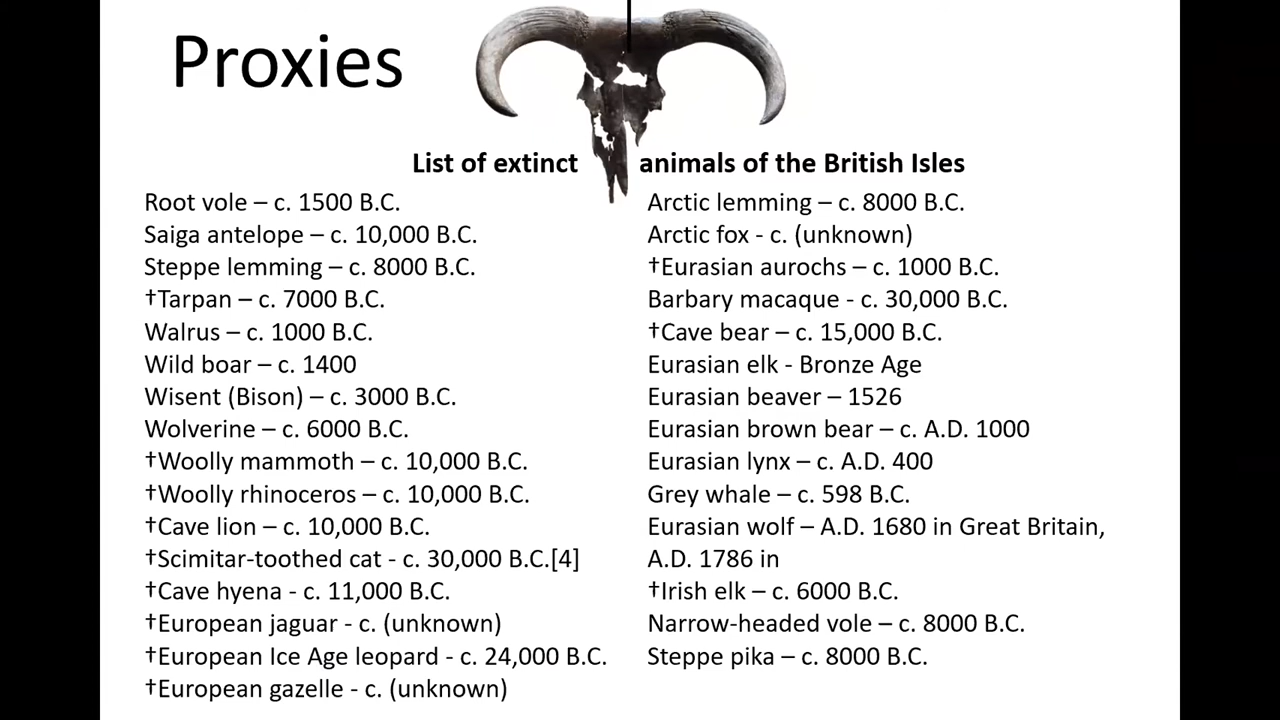 Proxies
List of extinct animals of the British Isles
Root vole – c. 1500 B.C.
Saiga antelope – c. 10,000 B.C.
Steppe lemming – c. 8000 B.C.
†Tarpan – c. 7000 B.C.
Walrus – c. 1000 B.C.
Wild boar – c. 1400
Wisent (Bison) – c. 3000 B.C.
Wolverine – c. 6000 B.C.
†Woolly mammoth – c. 10,000 B.C.
†Woolly rhinoceros – c. 10,000 B.C.
†Cave lion – c. 10,000 B.C.
†Scimitar-toothed cat - c. 30,000 B.C.[4]
†Cave hyena - c. 11,000 B.C.
†European jaguar - c. (unknown)
†European Ice Age leopard - c. 24,000 B.C.
†European gazelle - c. (unknown)
Arctic lemming – c. 8000 B.C.
Arctic fox - c. (unknown)
†Eurasian aurochs – c. 1000 B.C.
Barbary macaque - c. 30,000 B.C.
†Cave bear – c. 15,000 B.C.
Eurasian elk - Bronze Age
Eurasian beaver – 1526
Eurasian brown bear – c. A.D. 1000
Eurasian lynx – c. A.D. 400
Grey whale – c. 598 B.C.
Eurasian wolf – A.D. 1680 in Great Britain,
A.D. 1786 in
†Irish elk – c. 6000 B.C.
Narrow-headed vole – c. 8000 B.C.
Steppe pika – c. 8000 B.C.